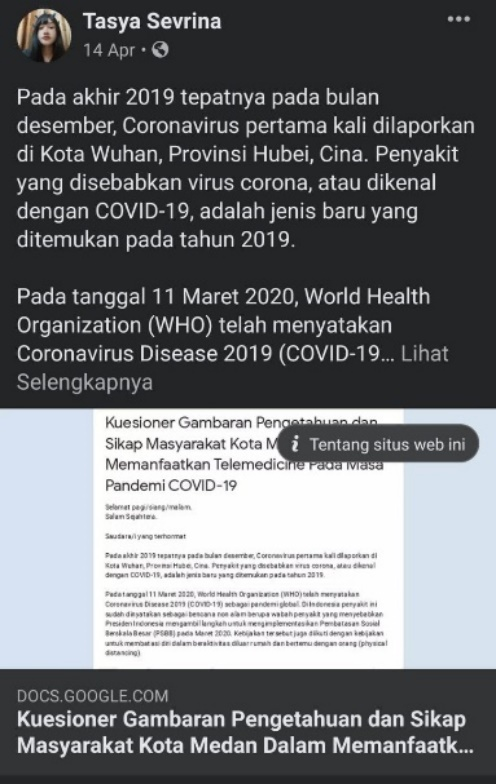 Tasya Sevrina
14 Apr
Pada akhir 2019 tepatnya pada bulan
desember, Coronavirus pertama kali dilaporkan
di Kota Wuhan, Provinsi Hubei, Cina. Penyakit
yang disebabkan virus corona, atau dikenal
dengan COVID-19, adalah jenis baru yang
ditemukan pada tahun 2019.
Pada tanggal 11 Maret 2020, World Health
Organization (WHO) telah menyatakan
Coronavirus Disease 2019 (COVID-19... Lihat
Selengkapnya
Kuesioner Gambaran Pengetahuan dan
Sikap Masyarakat Kota M
Tentang situs web ini
Memanfaatkan Telemedicine Pada Masa
Pandemi COVID-19
Selamat pagi/siang/malam.
Salam Sejahtera.
Saudara/i yang terhormat
Pada akhir 2019 tepatnya pada bulan desember, Coronavirus pertama kali dilaporkan di
Kota Wuhan, Provinsi Hubei, Cina. Penyakit yang disebabkan virus corona, atau dikenal
dengan COVID-19, adalah jenis baru yang ditemukan pada tahun 2019.
Pada tanggal 11 Maret 2020, World Health Organization (WHO) telah menyatakan
Coronavirus Disease 2019 (COVID-19) sebagai pandemi global. Di Indonesia penyakit ini
sudah dinyatakan sebagai bencana non alam berupa wabah penyakit yang menyebabkan
Presiden Indonesia mengambil langkah untuk mengimplementasikan Pembatasan Sosial
Berskala Besar (PSBB) pada Maret 2020. Kebijakan tersebut juga diikuti dengan kebijakan
untuk membatasi diri dalam beraktivitas diluar rumah dan bertemu dengan orang (physical
distancing)
DOCS.GOOGLE.COM
Kuesioner Gambaran Pengetahuan dan Sikap
Masyarakat Kota Medan Dalam Memanfaatk...